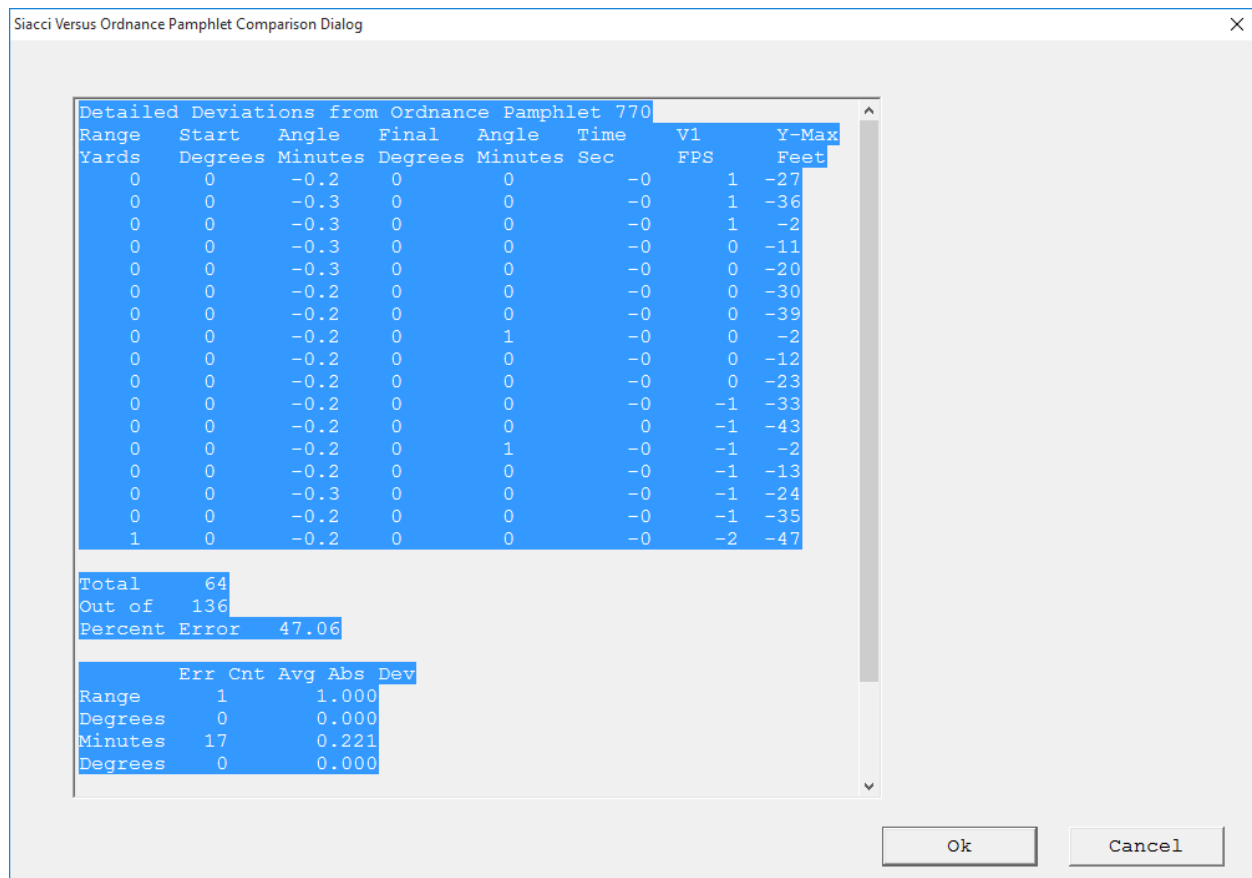 Siacci Versus Ordnance Pamphlet Comparison Dialog
Detailed Deviations from Ordnance Pamphlet 770
Range Start Angle Final Angle Time V1 Y-Max
Yards Degrees Minutes Degrees Minutes Sec FPS Feet
0 0 -0.2 0 0 -0 1 -27
0 0 -0.3 0 0 -0 1 -36
0 0 -0.3 0 0 -0 1 -2
0 0 -0.3 0 0 -0 0 -11
0 0 -0.3 0 0 -0 0 -20
0 0 -0.2 0 0 -0 0 -30
0 0 -0.2 0 0 -0 0 -39
0 0 -0.2 0 1 -0 0 -2
0 0 -0.2 0 0 -0 0 -12
0 0 -0.2 0 0 -0 0 -23
0 0 -0.2 0 0 -0 -1 -33
0 0 -0.2 0 0 0 -1 -43
0 0 -0.2 0 1 -0 -1 -2
0 0 -0.2 0 0 -0 -1 -13
0 0 -0.3 0 0 -0 -1 -24
0 0 -0.2 0 0 -0 -1 -35
1 0 -0.2 0 0 -0 -2 -47
Total 64
Out of 136
Percent Error 47.06
Err Cnt Avg Abs Dev
Range 1 1.000
Degrees 0 0.000
Minutes 17 0.221
Degrees 0 0.000
Ok Cancel